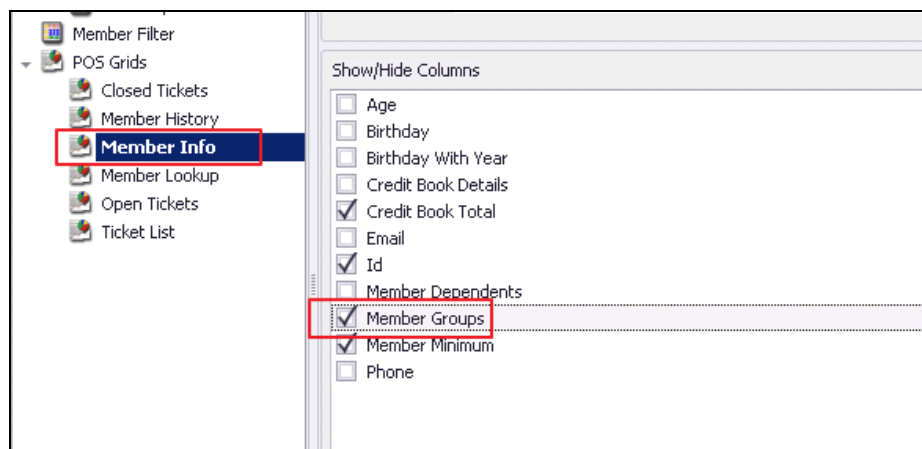 Member Filter
POS Grids
Closed Tickets
Member History
Member Info
Member Lookup
Open Tickets
Ticket List
Show/Hide Columns
Age
Birthday
Birthday With Year
Credit Book Details
Credit Book Total
Email
Id
Member Dependents
Member Groups
Member Minimum
Phone